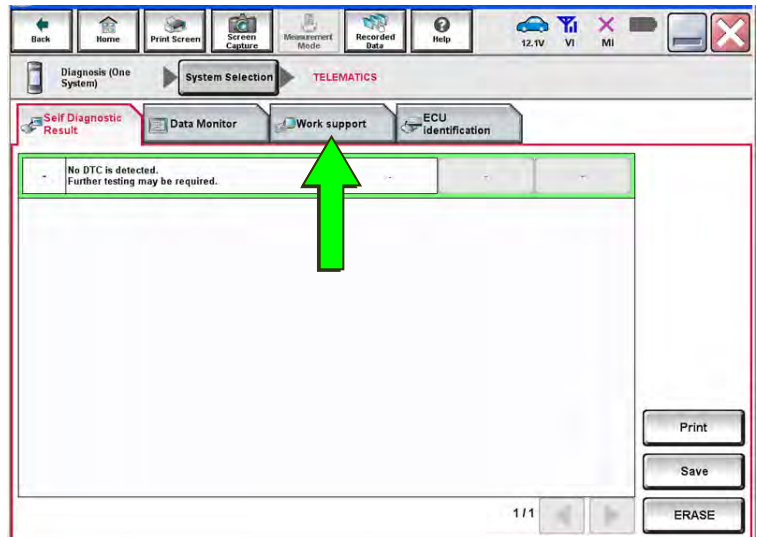 Back
Home
Print Screen
Screen
Capture
Measurement
Mode
Recorded
Data
Help
12.1V
VI
MI
Diagnosis (One
System)
System Selection
TELEMATICS
Self Diagnostic
Result
Data Monitor
Work support
ECU
identification
-
No DTC is detected.
Further testing may be required.
-
-
-
Print
Save
1/1
ERASE